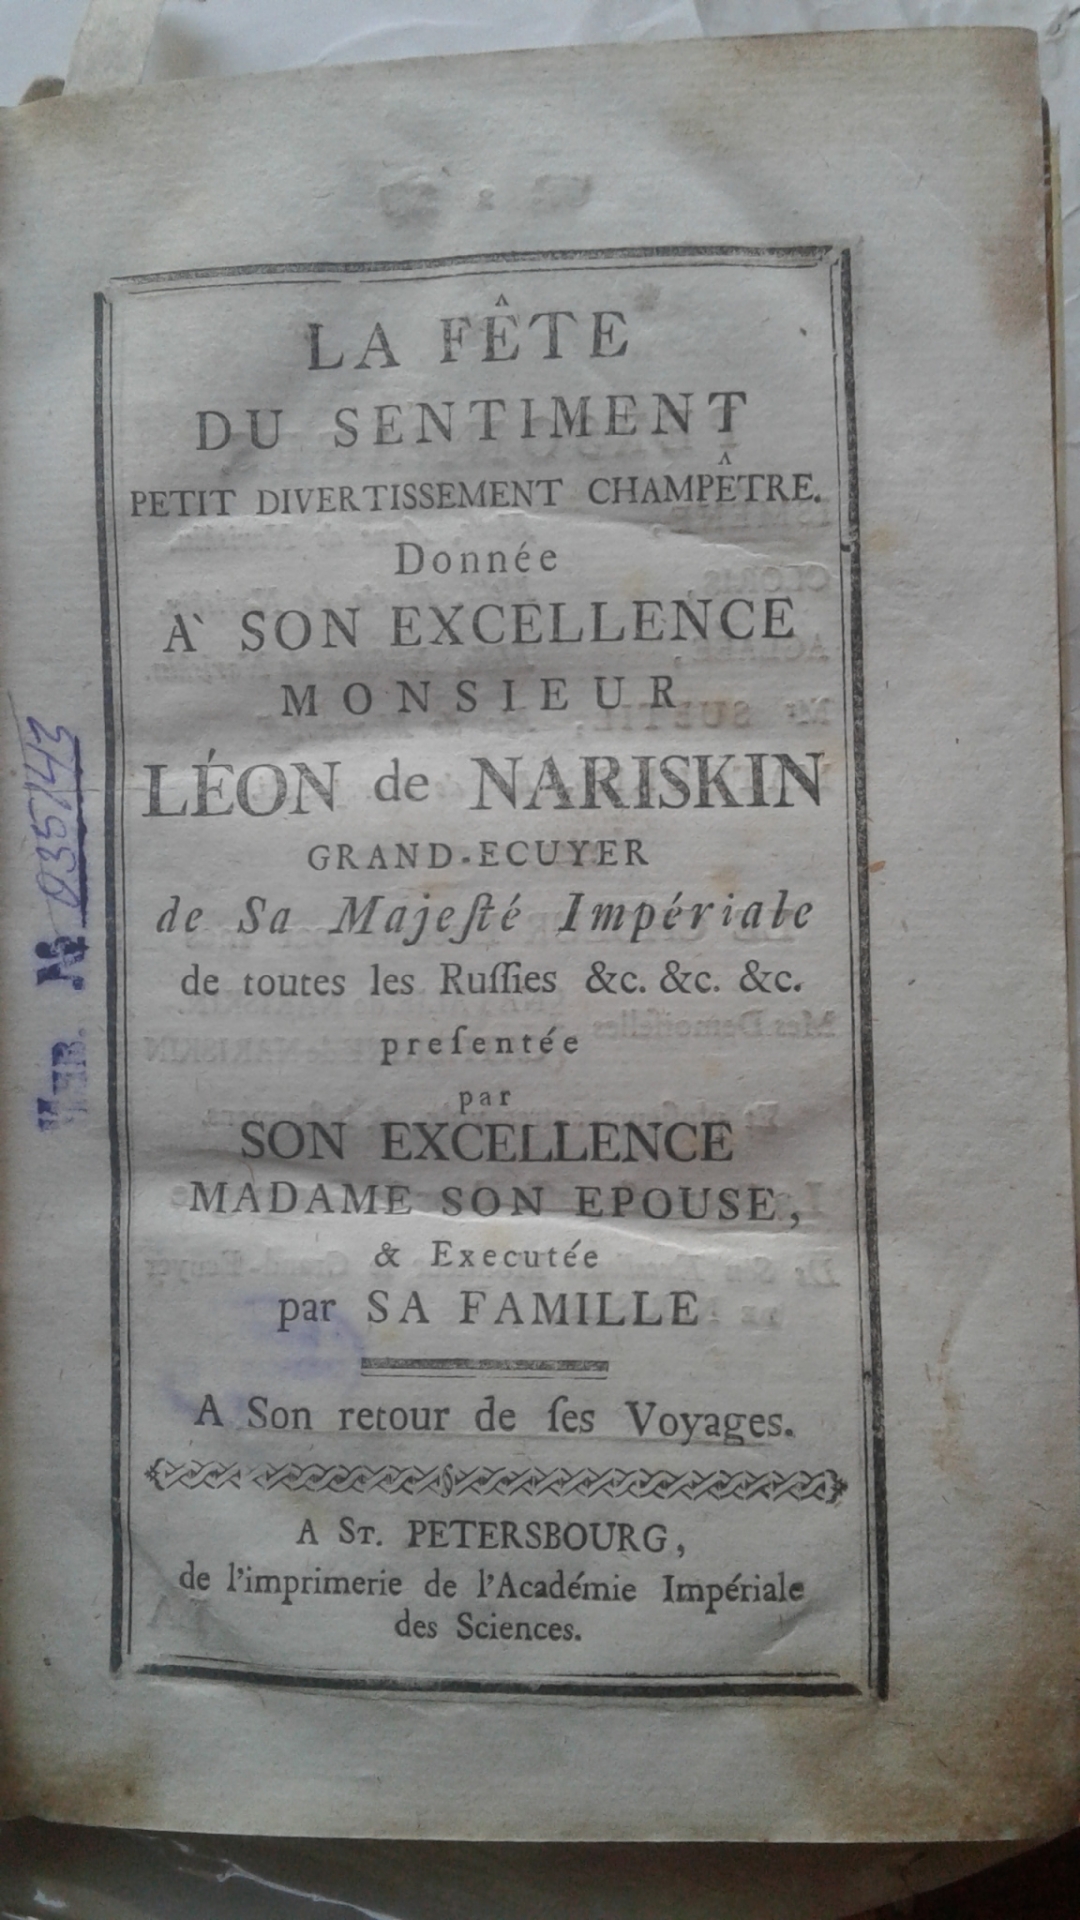 LA FÊTE
DU SENTIMENT
PETIT DIVERTISSEMENT CHAMPÊTRE.
Donnée
A` SON EXCELLENCE
MONSIEUR
LÉON de NARISKIN
GRAND-ECUYER
de Sa Majeſté Impériale
de toutes les Ruſſies &c. &c. &c.
preſentée
par
SON EXCELLENCE
MADAME SON EPOUSE,
& Executée
par SA FAMILLE
A Son retour de ſes Voyages.
A ST. PETERSBOURG,
de l'imprimerie de l'Académie Impériale
des Sciences.
Инв. №